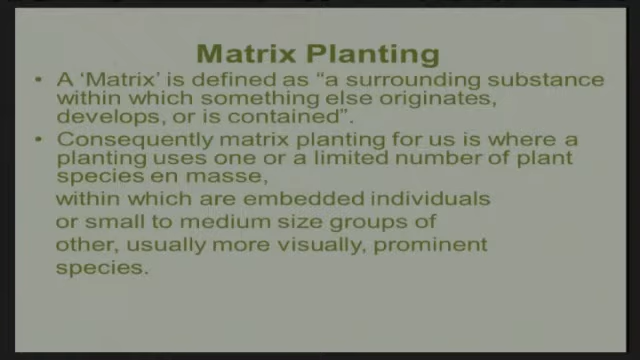 Matrix Planting
• A ‘Matrix’ is defined as “a surrounding substance
within which something else originates,
develops, or is contained”.
• Consequently matrix planting for us is where a
planting uses one or a limited number of plant
species en masse,
within which are embedded individuals
or small to medium size groups of
other, usually more visually, prominent
species.